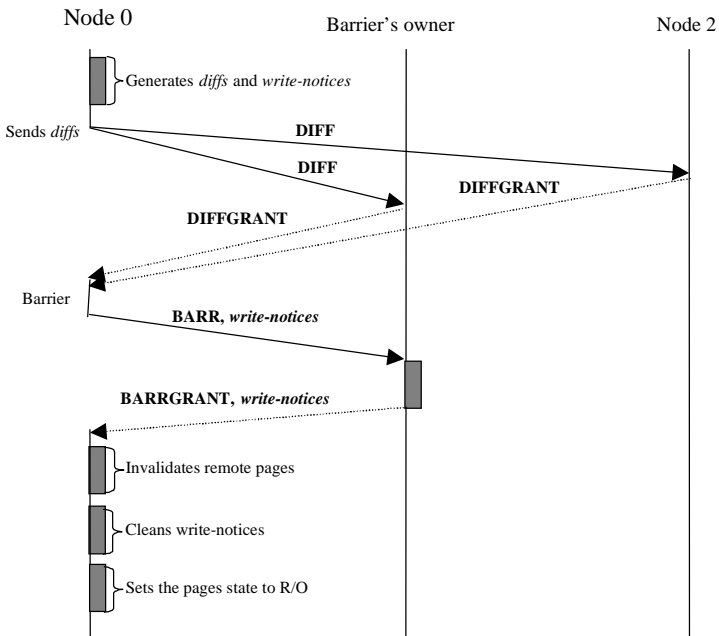 Node 0
Barrier's owner
Node 2
Generates diffs and write-notices
Sends diffs
DIFF
DIFF
DIFFGRANT
DIFFGRANT
Barrier
BARR, write-notices
BARRGRANT, write-notices
Invalidates remote pages
Cleans write-notices
Sets the pages state to R/O